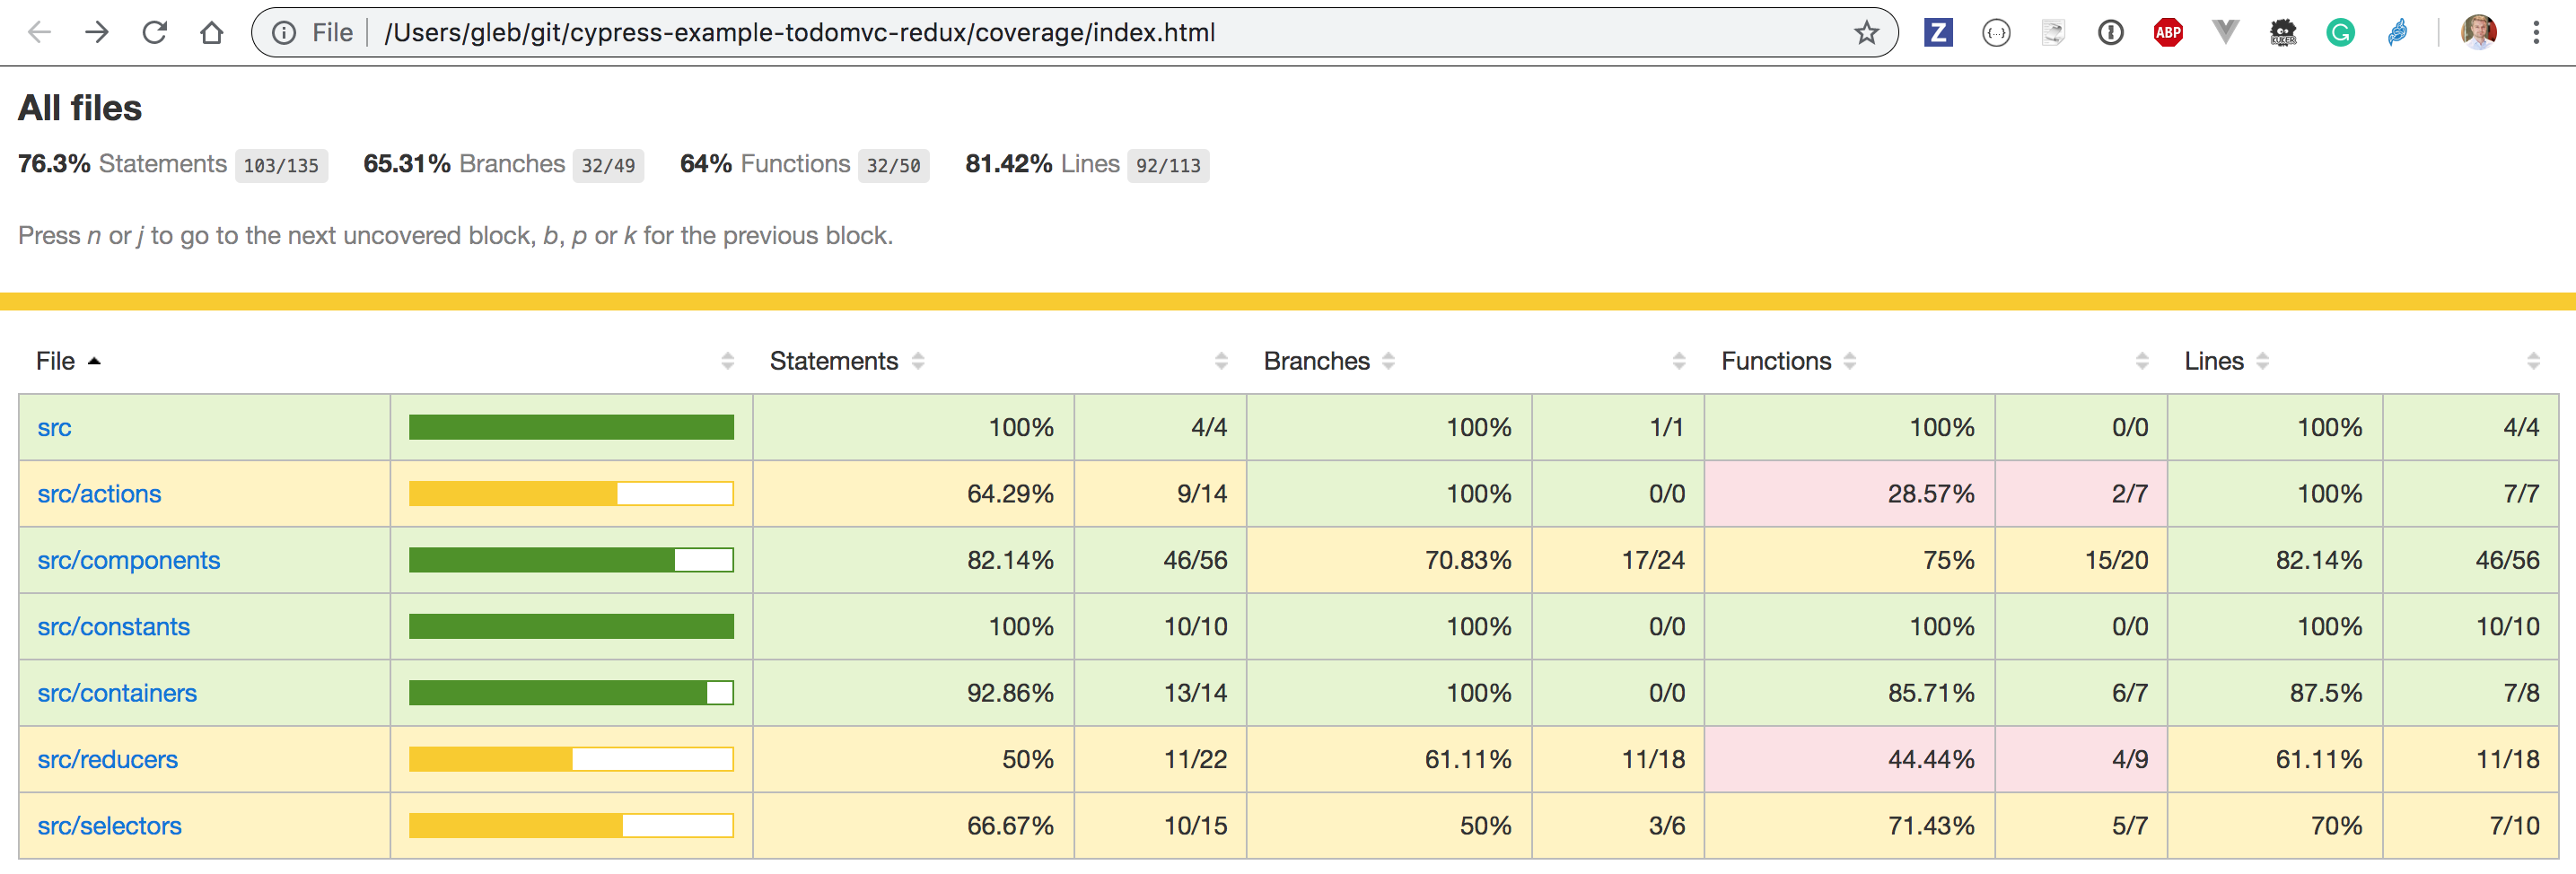 File /Users/gleb/git/cypress-example-todomvc-redux/coverage/index.html Z {...} ABP KUKER G
All files
76.3% Statements 103/135 65.31% Branches 32/49 64% Functions 32/50 81.42% Lines 92/113
Press n or j to go to the next uncovered block, b, p or k for the previous block.
File Statements Branches Functions Lines
src 100% 4/4 100% 1/1 100% 0/0 100% 4/4
src/actions 64.29% 9/14 100% 0/0 28.57% 2/7 100% 7/7
src/components 82.14% 46/56 70.83% 17/24 75% 15/20 82.14% 46/56
src/constants 100% 10/10 100% 0/0 100% 0/0 100% 10/10
src/containers 92.86% 13/14 100% 0/0 85.71% 6/7 87.5% 7/8
src/reducers 50% 11/22 61.11% 11/18 44.44% 4/9 61.11% 11/18
src/selectors 66.67% 10/15 50% 3/6 71.43% 5/7 70% 7/10